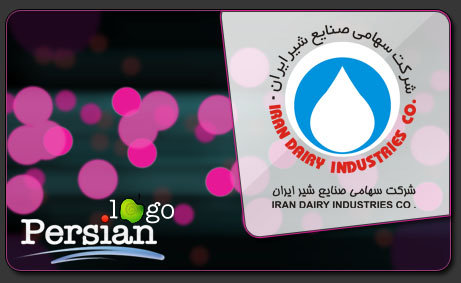 شرکت سهامی صنایع شیر ایران
IRAN DAIRY INDUSTRIES CO.
شرکت سهامی صنایع شیر ایران
IRAN DAIRY INDUSTRIES CO .
logo
Persian